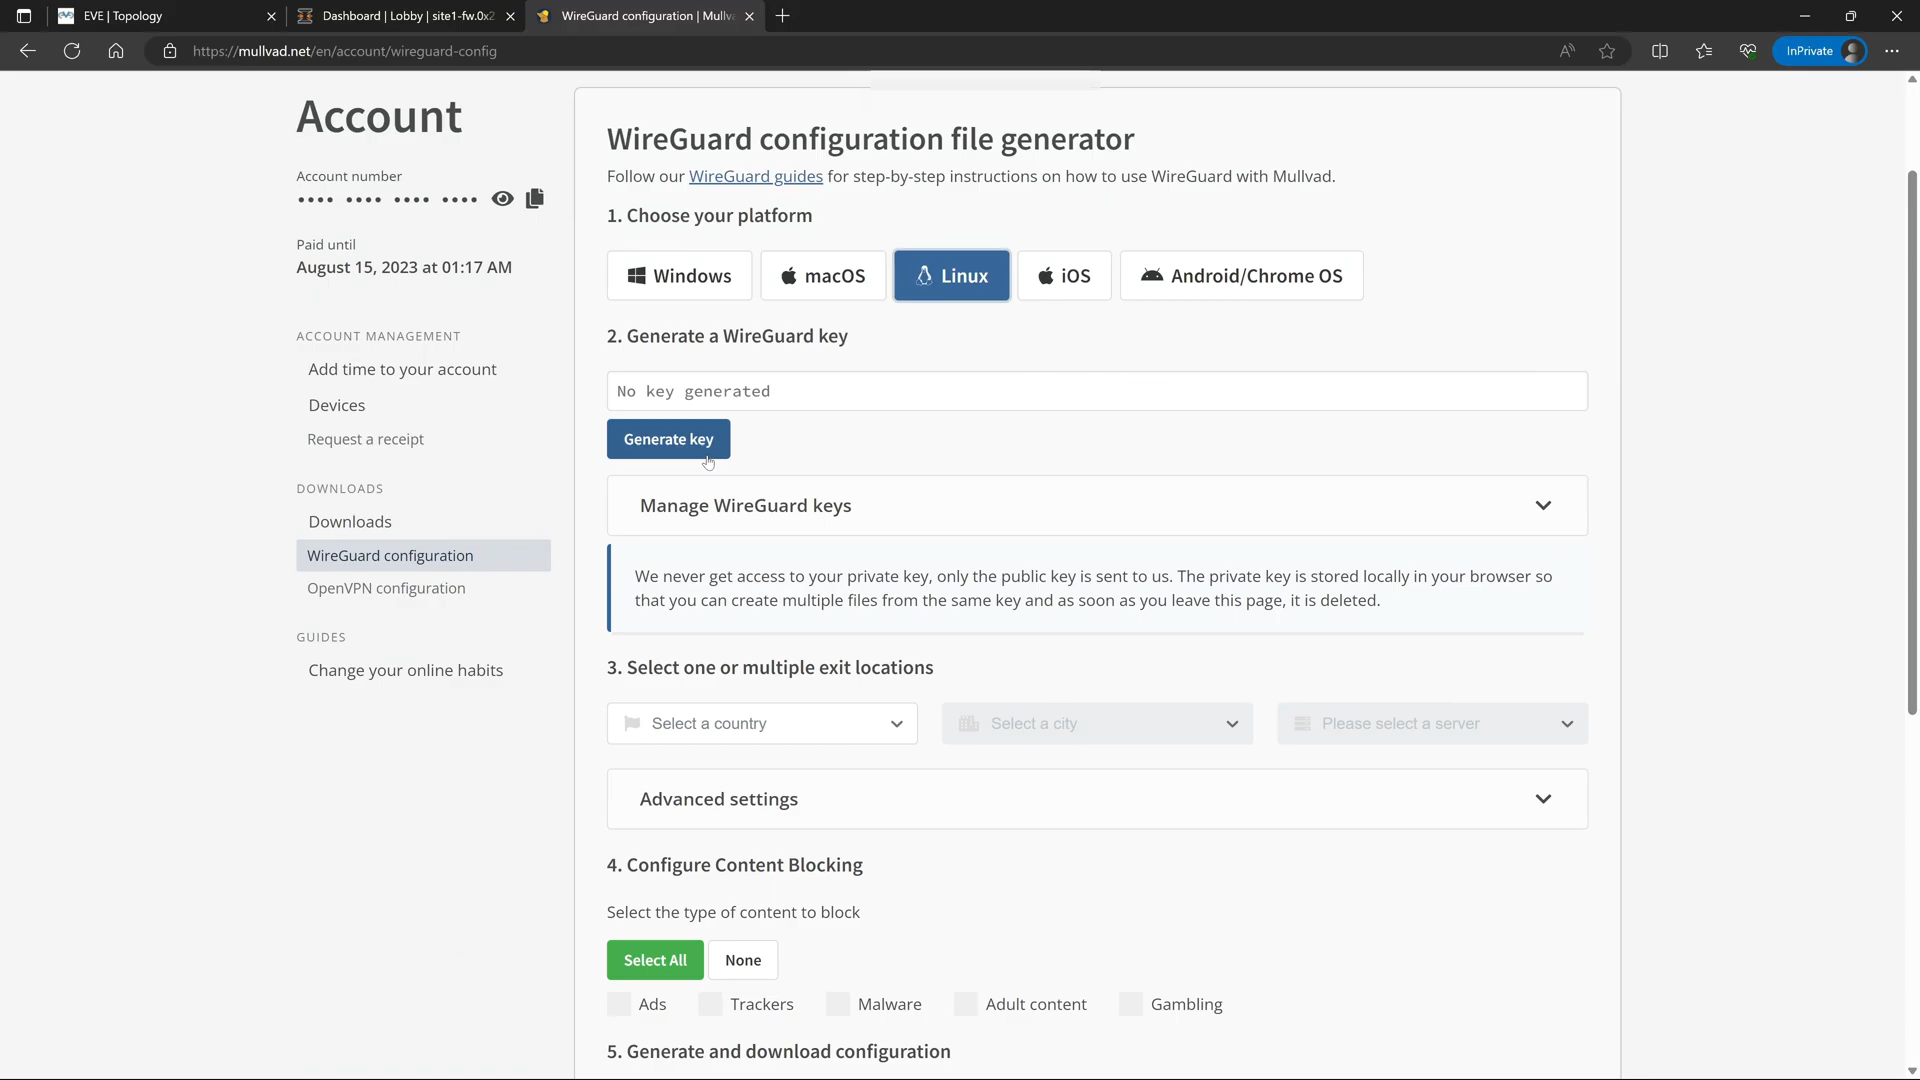 EVE | Topology
Dashboard | Lobby | site1-fw.0x2
WireGuard configuration | Mullv
https://mullvad.net/en/account/wireguard-config
InPrivate
Account
Account number
Paid until
August 15, 2023 at 01:17 AM
ACCOUNT MANAGEMENT
Add time to your account
Devices
Request a receipt
DOWNLOADS
Downloads
WireGuard configuration
OpenVPN configuration
GUIDES
Change your online habits
WireGuard configuration file generator
Follow our WireGuard guides for step-by-step instructions on how to use WireGuard with Mullvad.
1. Choose your platform
Windows
macOS
Linux
iOS
Android/Chrome OS
2. Generate a WireGuard key
No key generated
Generate key
Manage WireGuard keys
We never get access to your private key, only the public key is sent to us. The private key is stored locally in your browser so
that you can create multiple files from the same key and as soon as you leave this page, it is deleted.
3. Select one or multiple exit locations
Select a country
Select a city
Please select a server
Advanced settings
4. Configure Content Blocking
Select the type of content to block
Select All
None
Ads
Trackers
Malware
Adult content
Gambling
5. Generate and download configuration